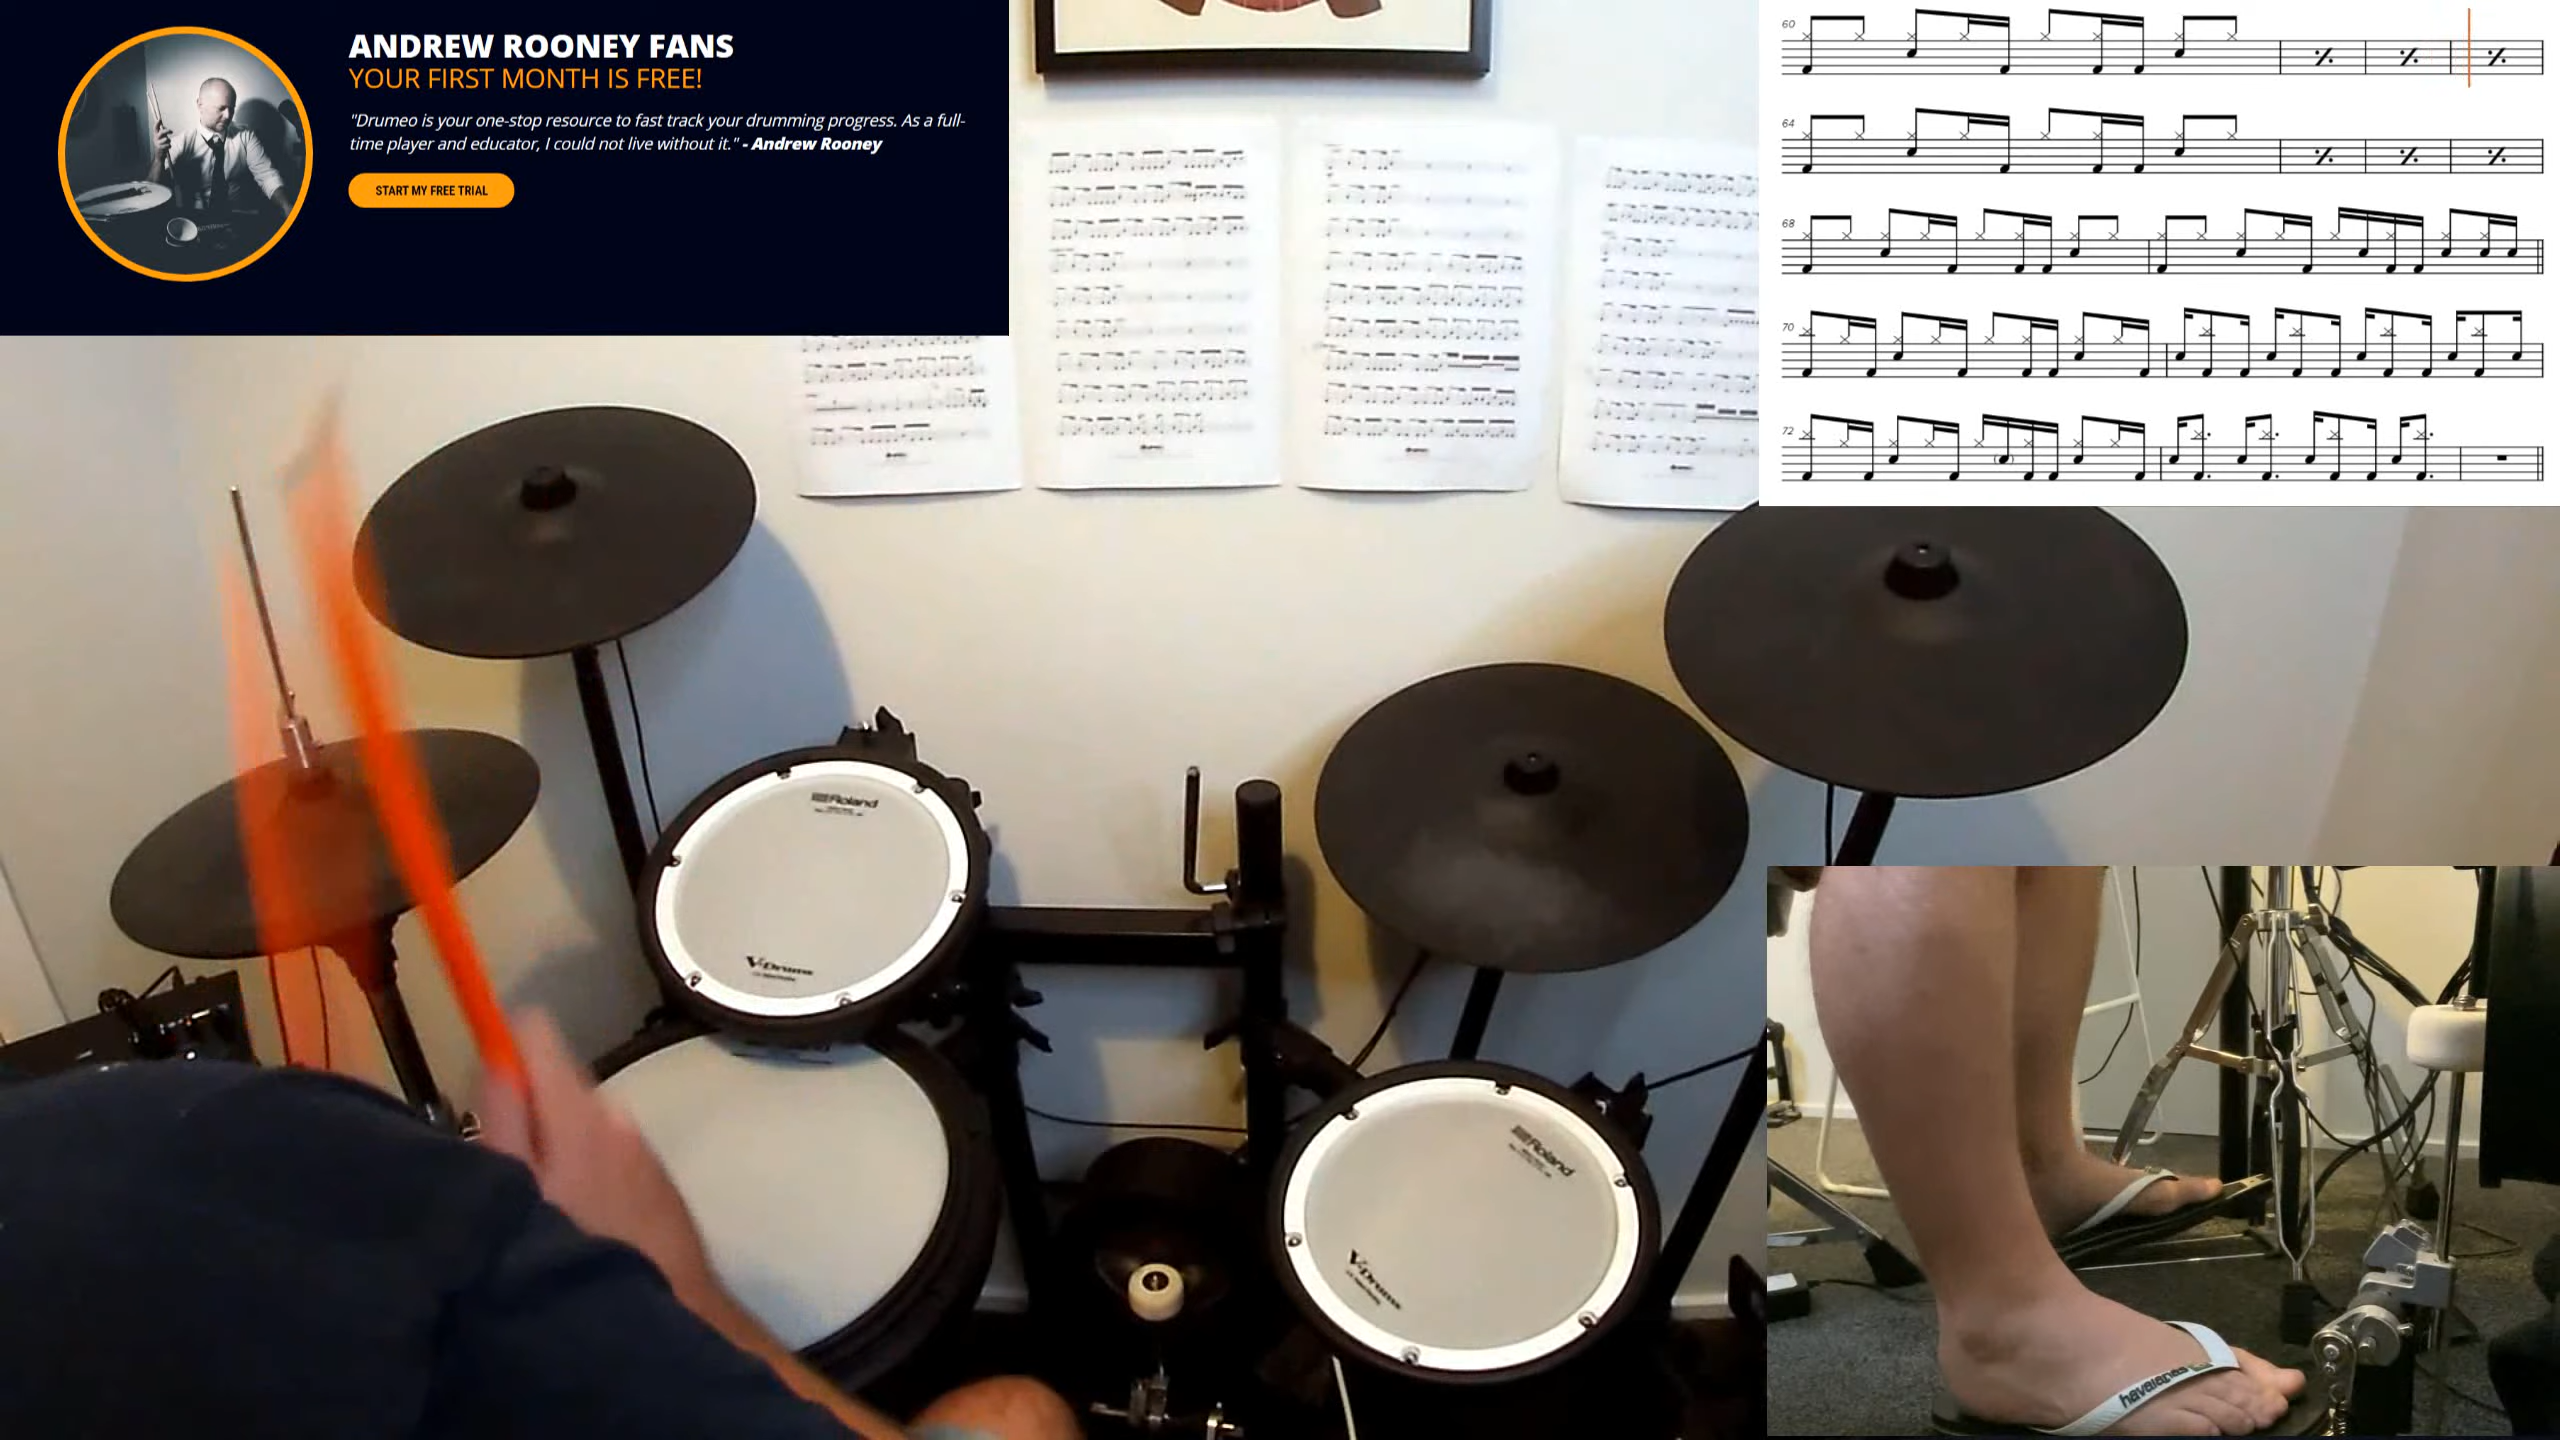 ANDREW ROONEY FANS
YOUR FIRST MONTH IS FREE!
"Drumeo is your one-stop resource to fast track your drumming progress. As a full-
time player and educator, I could not live without it." - Andrew Rooney
START MY FREE TRIAL
60
64
68
70
72
Roland
V-Drums
Roland
V-Drums
havaianas